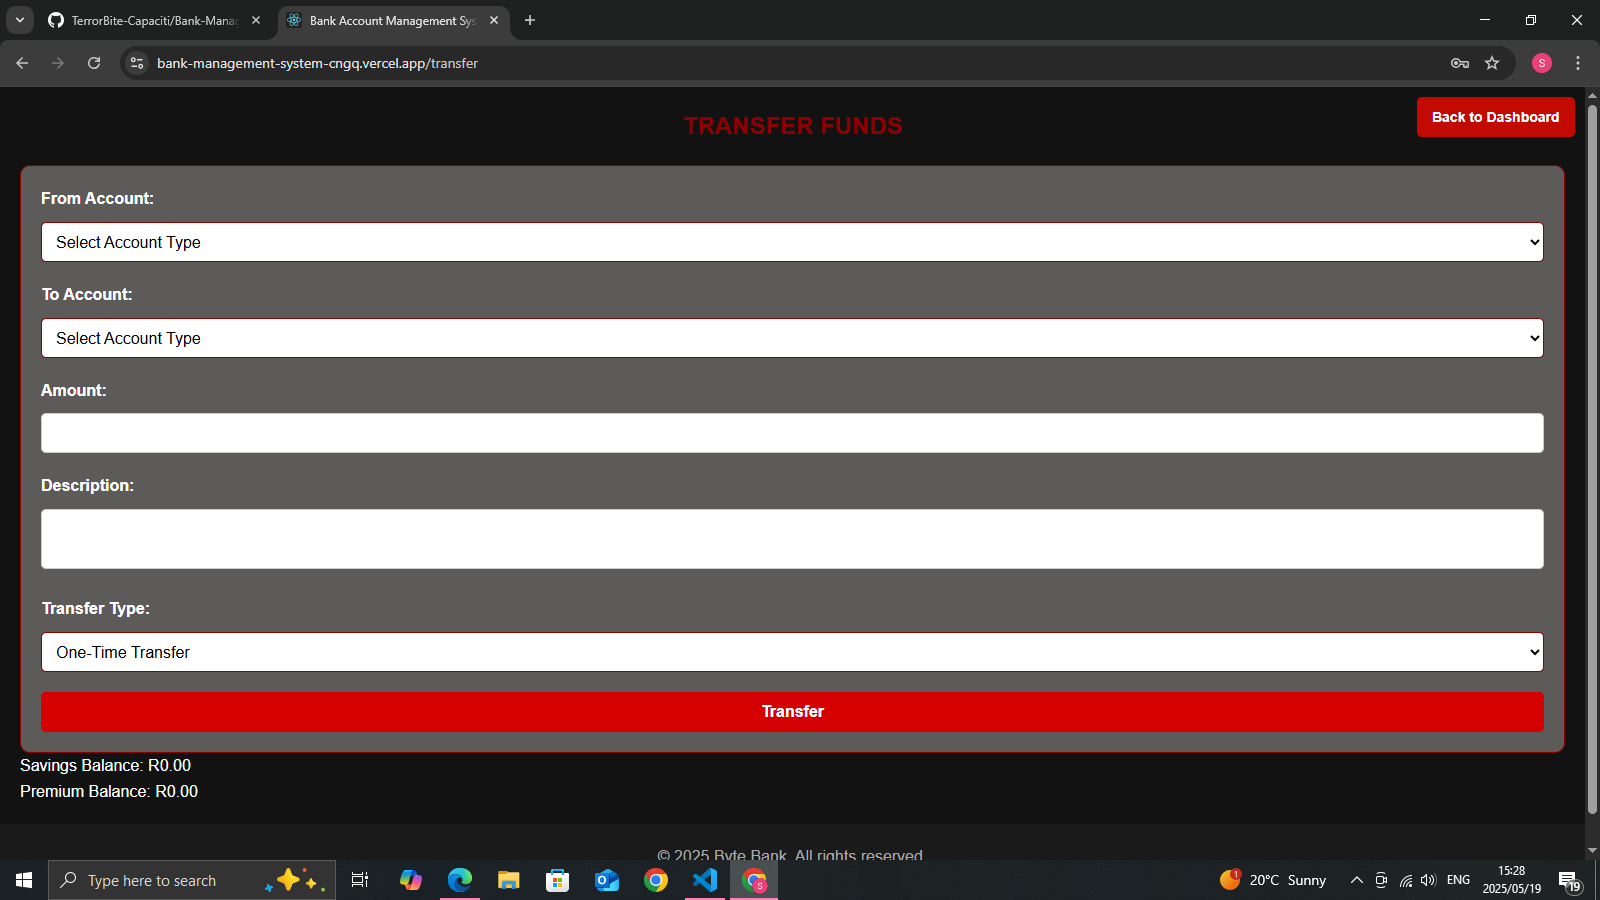 TerrorBite-Capaciti/Bank-Manag
Bank Account Management Sys
bank-management-system-cngq.vercel.app/transfer
S
TRANSFER FUNDS
Back to Dashboard
From Account:
Select Account Type
To Account:
Select Account Type
Amount:
Description:
Transfer Type:
One-Time Transfer
Transfer
Savings Balance: R0.00
Premium Balance: R0.00
© 2025 Byte Bank. All rights reserved
Type here to search
S
1
20°C Sunny
ENG
15:28
2025/05/19
19